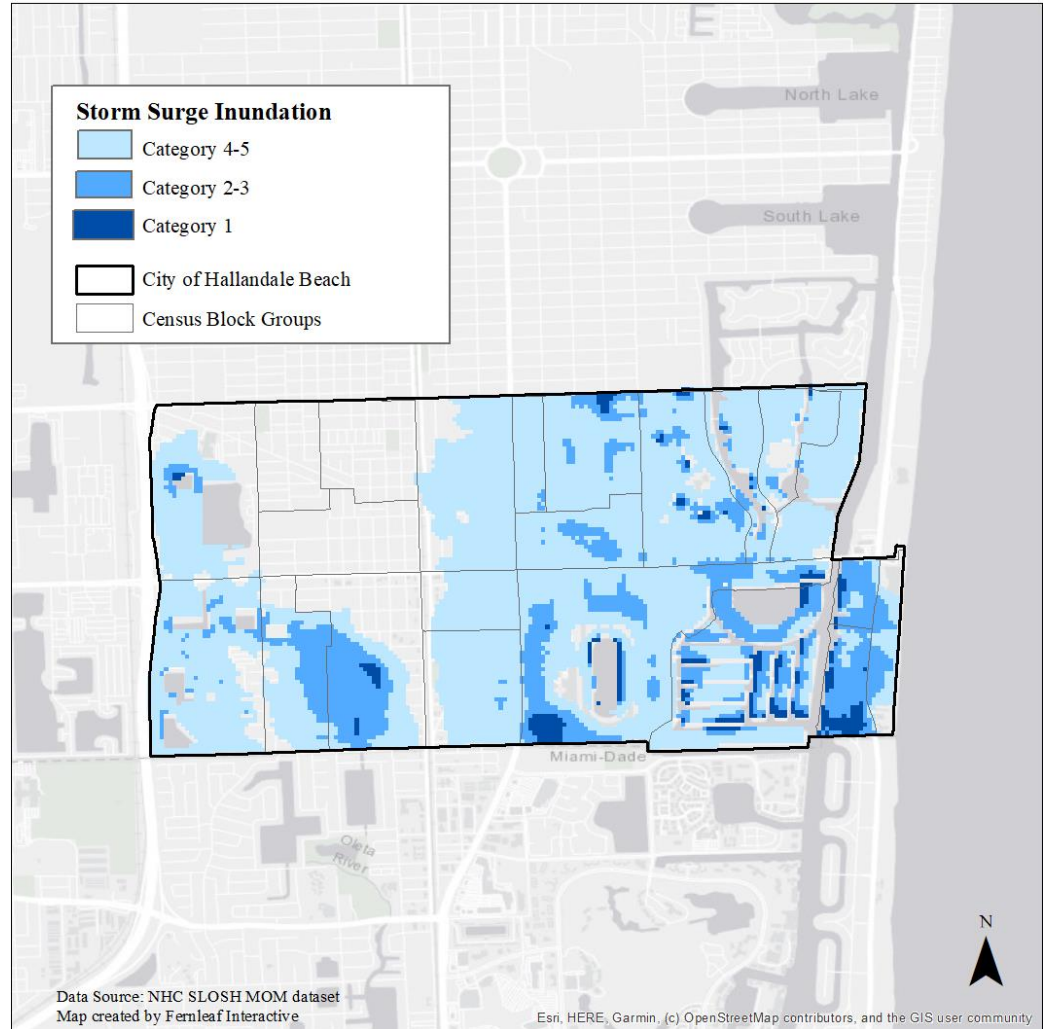 North Lake
South Lake
Storm Surge Inundation
Category 4-5
Category 2-3
Category 1
City of Hallandale Beach
Census Block Groups
Miami-Dade
Oleta
River
N
Data Source: NHC SLOSH MOM dataset
Map created by Fernleaf Interactive
Esri, HERE, Garmin, (c) OpenStreetMap contributors, and the GIS user community